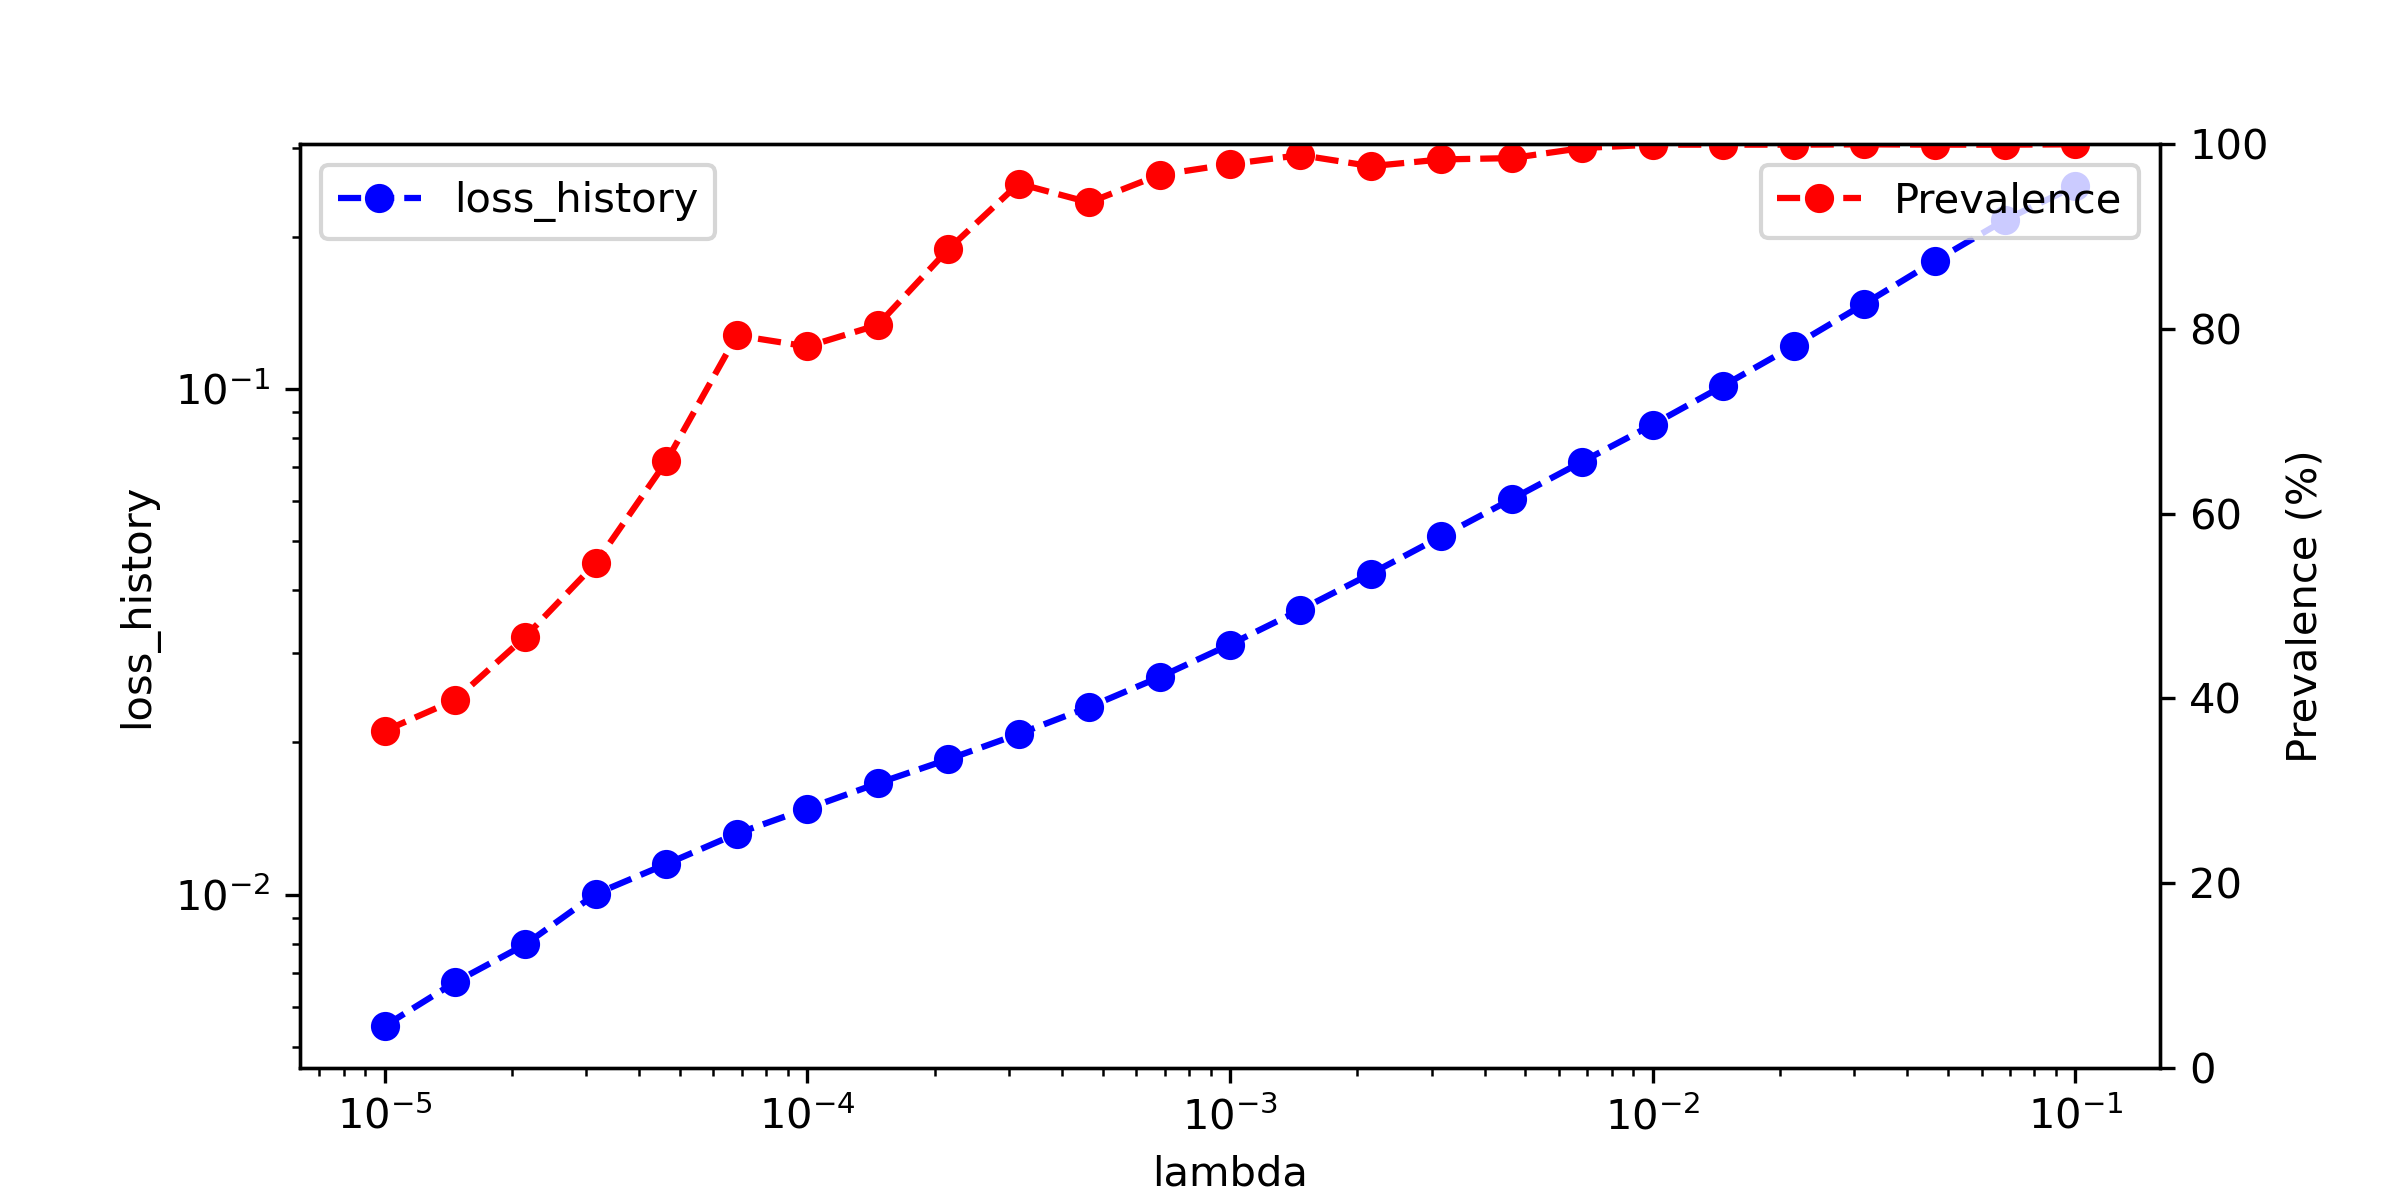 loss_history
Prevalence
10⁻¹
10⁻²
loss_history
100
80
60
40
20
0
Prevalence (%)
10⁻⁵
10⁻⁴
10⁻³
10⁻²
10⁻¹
lambda